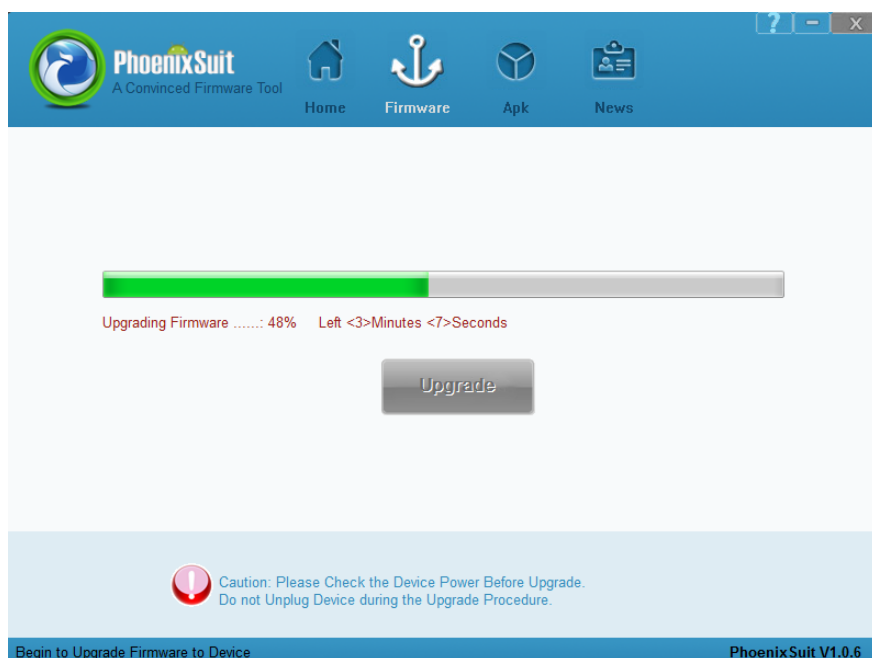 ? - X
PhoenixSuit
A Convinced Firmware Tool
Home Firmware Apk News
Upgrading Firmware ......: 48% Left <3>Minutes <7>Seconds
Upgrade
Caution: Please Check the Device Power Before Upgrade.
Do not Unplug Device during the Upgrade Procedure.
Begin to Upgrade Firmware to Device PhoenixSuit V1.0.6